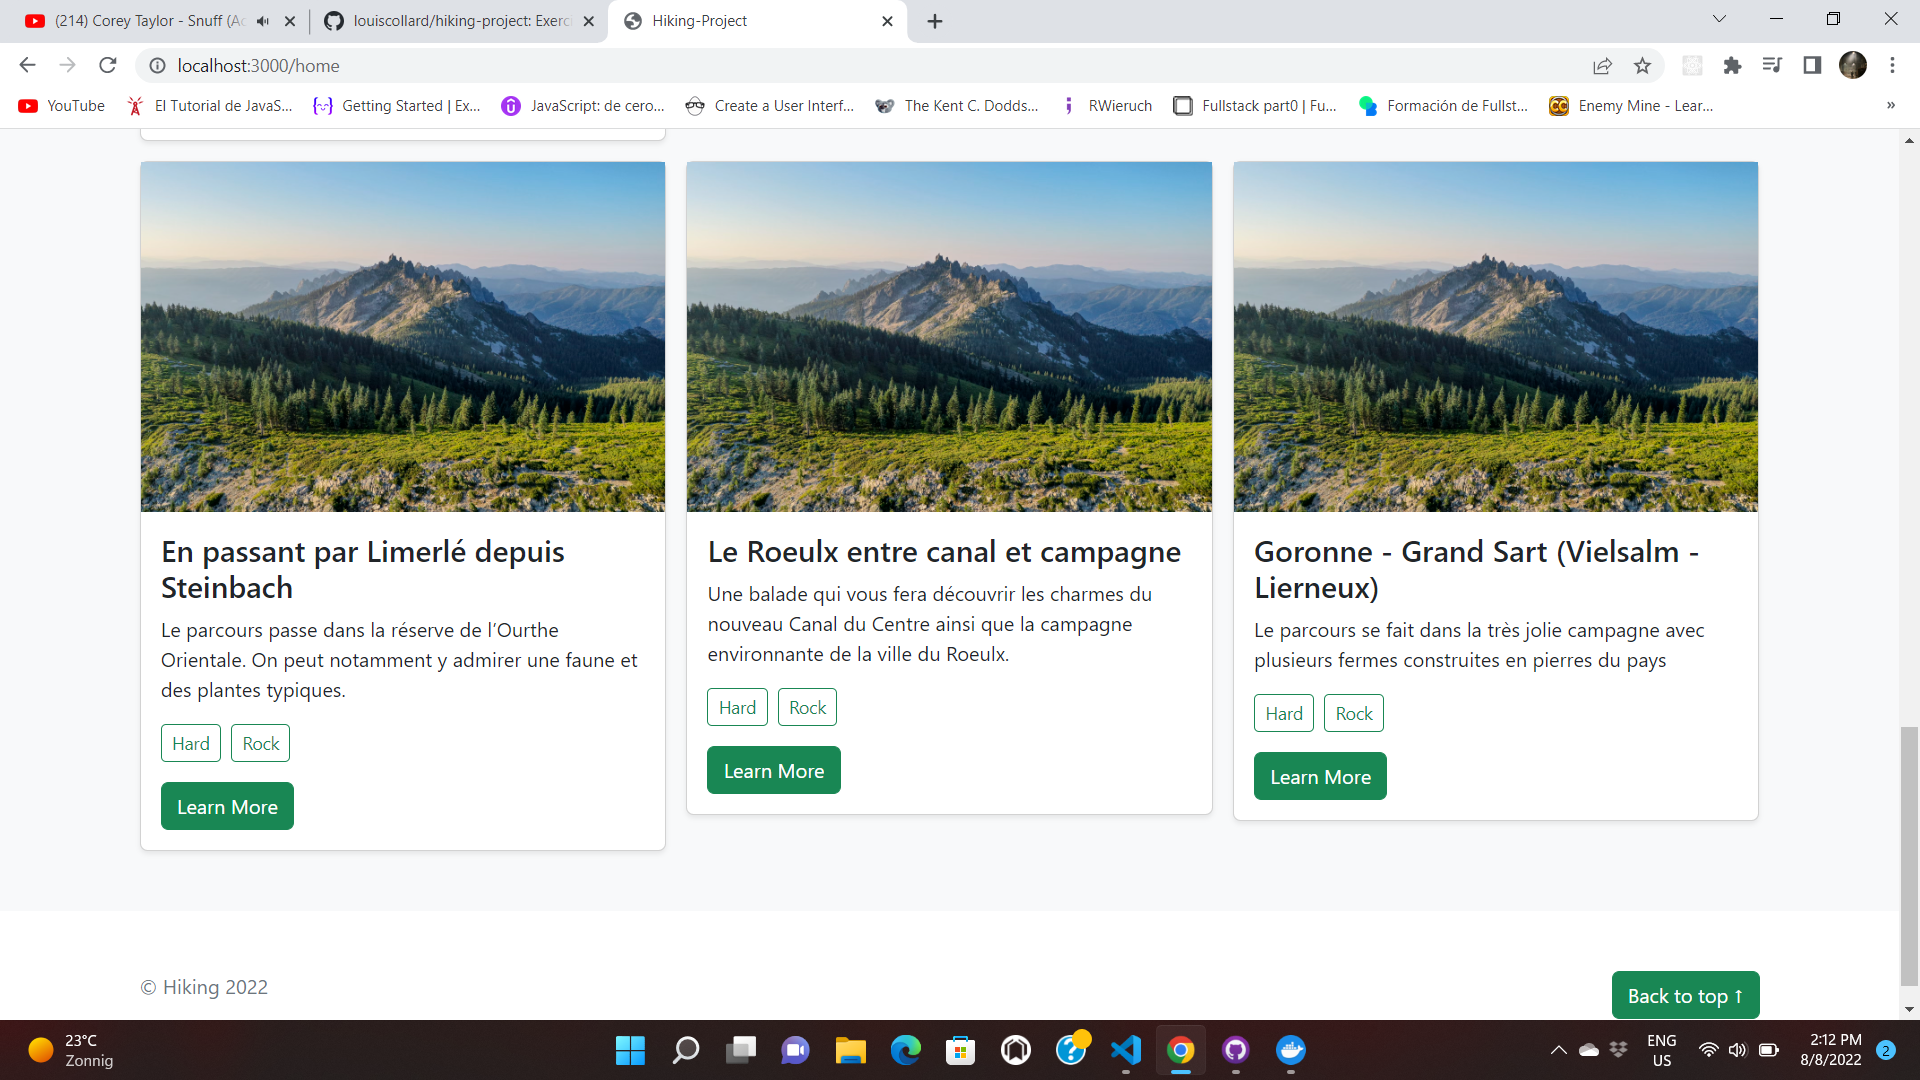 (214) Corey Taylor - Snuff (Ac
louiscollard/hiking-project: Exerci
Hiking-Project
localhost:3000/home
YouTube
El Tutorial de JavaS...
Getting Started | Ex...
JavaScript: de cero...
Create a User Interf...
The Kent C. Dodds...
RWieruch
Fullstack part0 | Fu...
Formación de Fullst...
Enemy Mine - Lear...
»
En passant par Limerlé depuis
Steinbach
Le parcours passe dans la réserve de l’Ourthe
Orientale. On peut notamment y admirer une faune et
des plantes typiques.
Hard
Rock
Learn More
Le Roeulx entre canal et campagne
Une balade qui vous fera découvrir les charmes du
nouveau Canal du Centre ainsi que la campagne
environnante de la ville du Roeulx.
Hard
Rock
Learn More
Goronne - Grand Sart (Vielsalm -
Lierneux)
Le parcours se fait dans la très jolie campagne avec
plusieurs fermes construites en pierres du pays
Hard
Rock
Learn More
© Hiking 2022
Back to top ↑
23°C
Zonnig
ENG
US
2:12 PM
8/8/2022
2